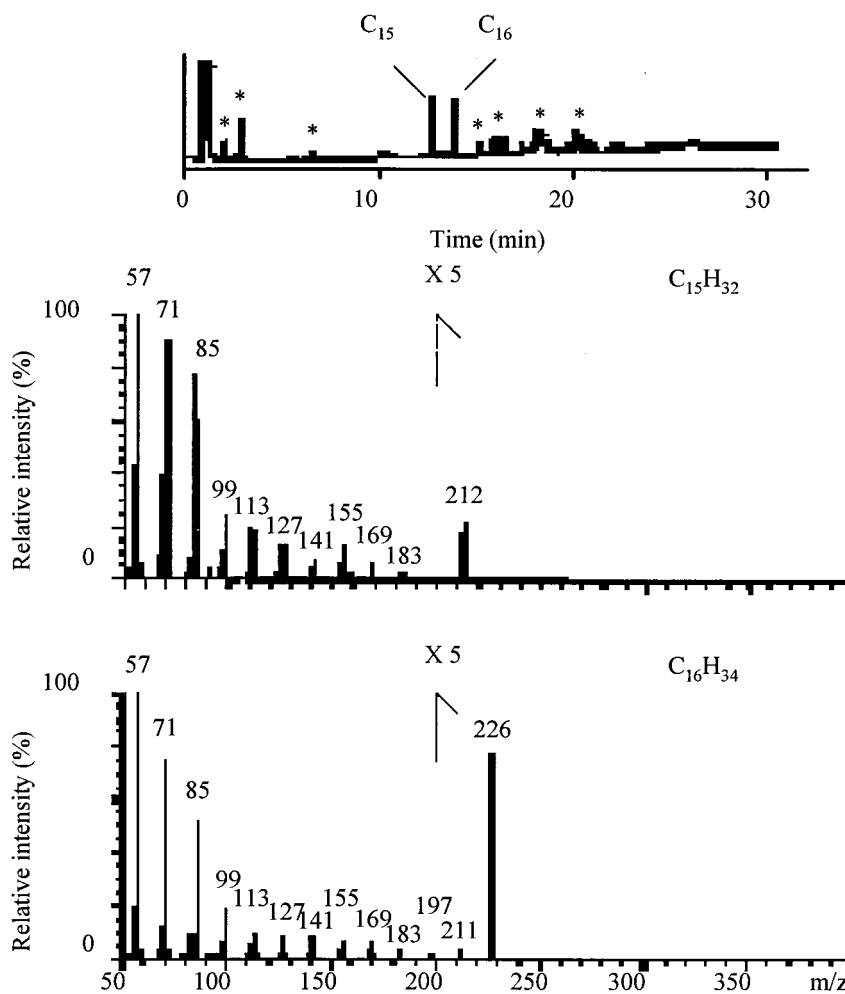 C15 C16
* * * * * * *
0 10 20 30
Time (min)
57 X 5 C15H32
100
71
85
Relative intensity (%)
99
113
127
141
155
169
183
212
0
57 X 5 C16H34
100
71
226
85
Relative intensity (%)
99
113
127
141
155
169
183
197
211
0
50 100 150 200 250 300 350 m/z